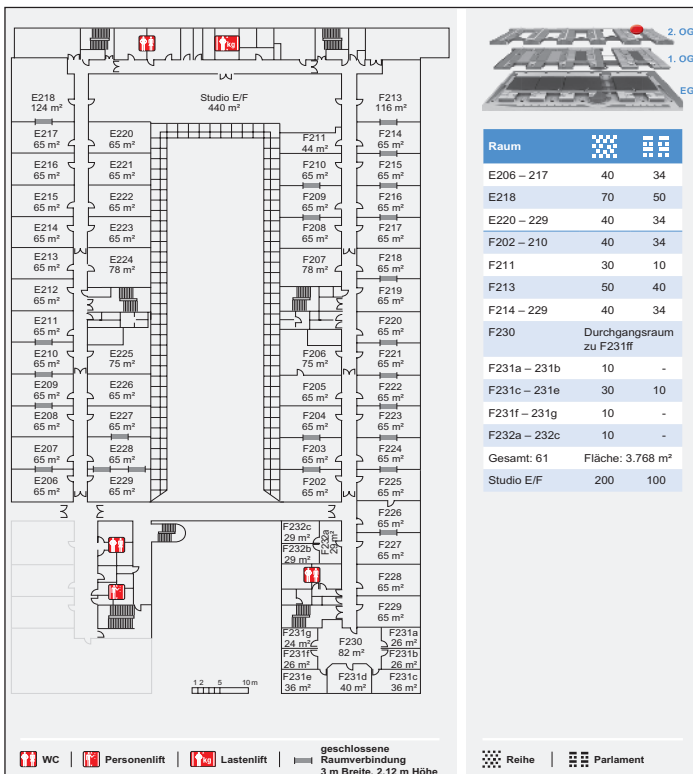 E218
124 m²
E217
65 m²
E216
65 m²
E215
65 m²
E214
65 m²
E213
65 m²
E212
65 m²
E211
65 m²
E210
65 m²
E209
65 m²
E208
65 m²
E207
65 m²
E206
65 m²
E220
65 m²
E221
65 m²
E222
65 m²
E223
65 m²
E224
78 m²
E225
75 m²
E226
65 m²
E227
65 m²
E228
65 m²
E229
65 m²
kg
Studio E/F
440 m²
F211
44 m²
F210
65 m²
F209
65 m²
F208
65 m²
F207
78 m²
F206
75 m²
F205
65 m²
F204
65 m²
F203
65 m²
F202
65 m²
F213
116 m²
F214
65 m²
F215
65 m²
F216
65 m²
F217
65 m²
F218
65 m²
F219
65 m²
F220
65 m²
F221
65 m²
F222
65 m²
F223
65 m²
F224
65 m²
F225
65 m²
F226
65 m²
F227
65 m²
F228
65 m²
F229
65 m²
F232c
29 m²
F232b
29 m²
F232a
29 m²
F231g
24 m²
F231f
26 m²
F231e
36 m²
F230
82 m²
F231d
40 m²
F231a
26 m²
F231b
26 m²
F231c
36 m²
1 2 5 10 m
WC
Personenlift
kg
Lastenlift
geschlossene
Raumverbindung
3 m Breite, 2,12 m Höhe
2. OG
1. OG
EG
Raum
E206 – 217 40 34
E218 70 50
E220 – 229 40 34
F202 – 210 40 34
F211 30 10
F213 50 40
F214 – 229 40 34
F230 Durchgangsraum
zu F231ff
F231a – 231b 10 -
F231c – 231e 30 10
F231f – 231g 10 -
F232a – 232c 10 -
Gesamt: 61 Fläche: 3.768 m²
Studio E/F 200 100
Reihe
Parlament